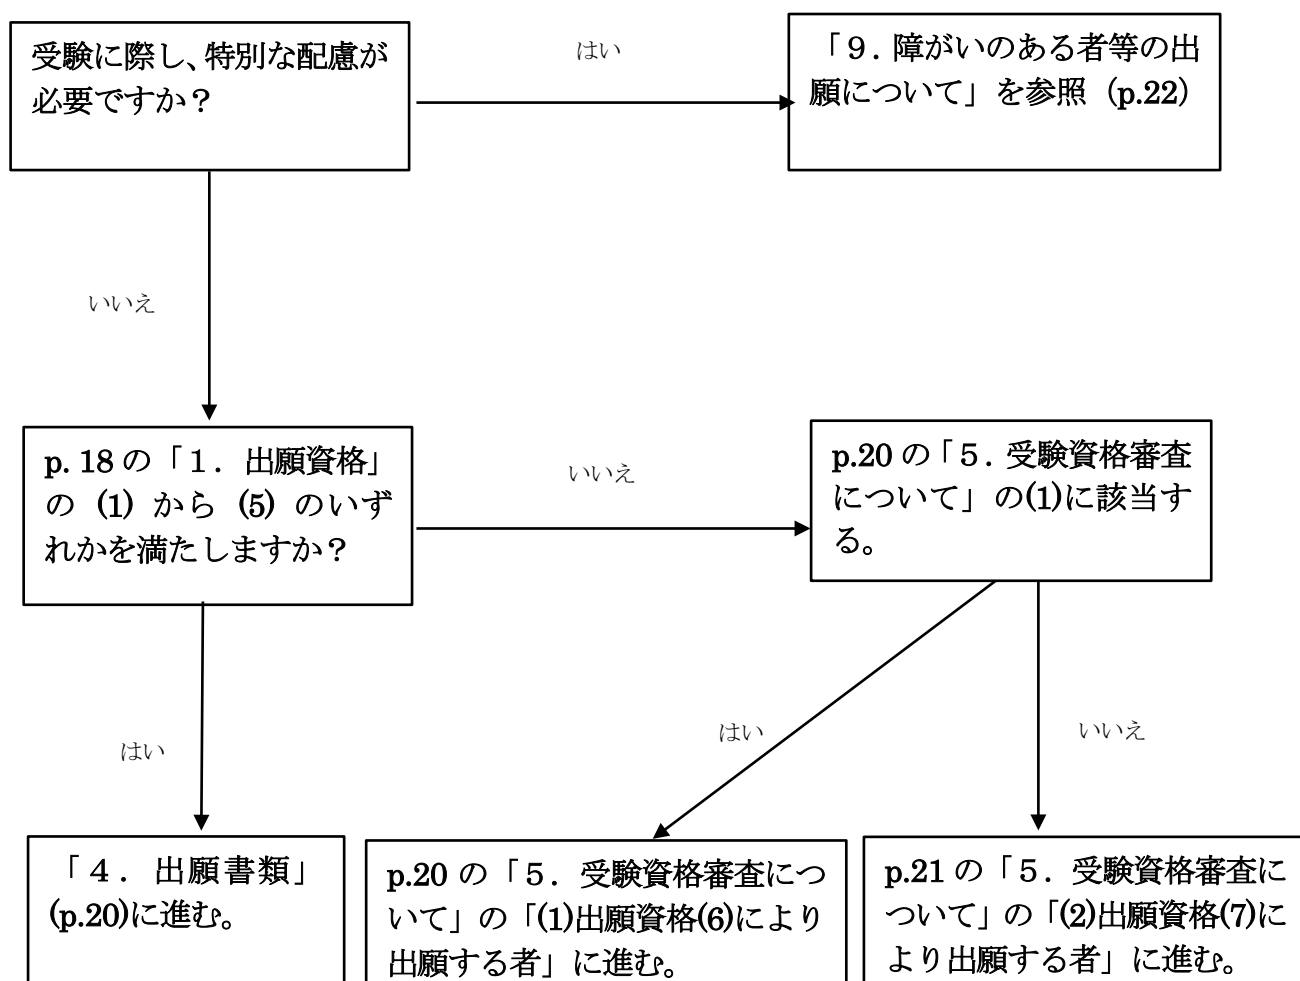 受験に際し、特別な配慮が
必要ですか?
はい
「9. 障がいのある者等の出
願について」を参照 (p.22)
いいえ
p. 18 の「1. 出願資格」
の (1) から (5) のいず
れかを満たしますか?
いいえ
p.20 の「5. 受験資格審査
について」の(1)に該当す
る。
はい
はい
いいえ
「4. 出願書類」
(p.20)に進む。
p.20 の「5. 受験資格審査につ
いて」の「(1)出願資格(6)により
出願する者」に進む。
p.21 の「5. 受験資格審査に
ついて」の「(2)出願資格(7)に
より出願する者」に進む。